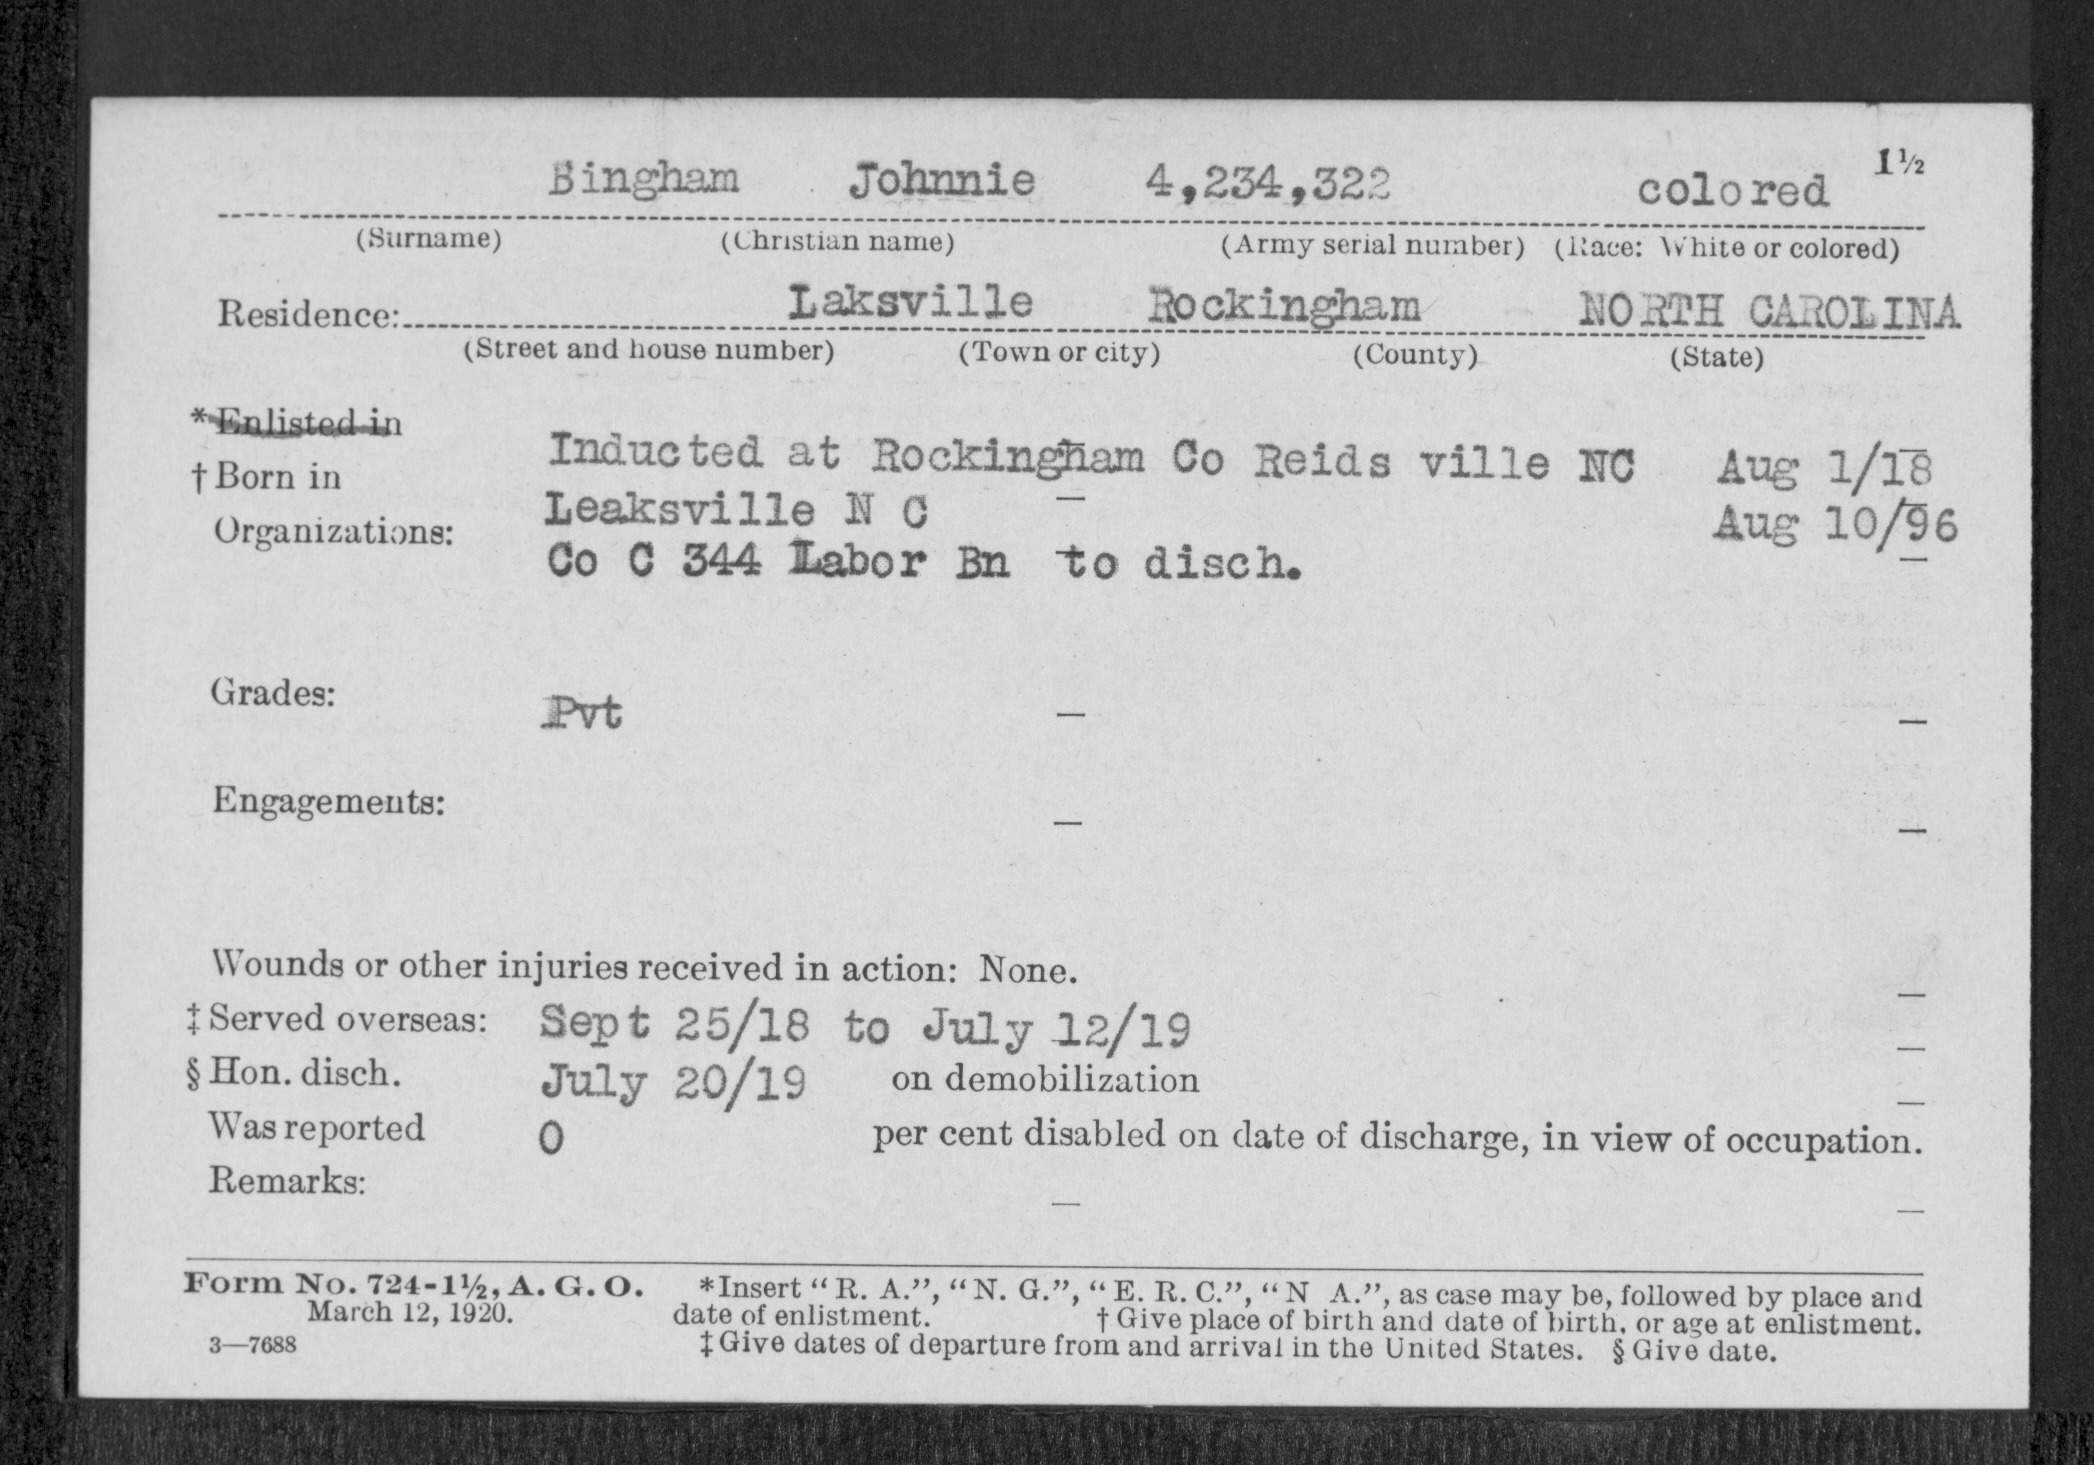 Bingham Johnnie 4,234,322 colored 1½
(Surname) (Christian name) (Army serial number) (Race: White or colored)
Residence: Laksville Rockingham NORTH CAROLINA
(Street and house number) (Town or city) (County) (State)
*Enlisted in Inducted at Rockingham Co Reids ville NC Aug 1/18
† Born in Leaksville N C Aug 10/96
Organizations: Co C 344 Labor Bn to disch.
Grades: Pvt
Engagements:
Wounds or other injuries received in action: None.
‡ Served overseas: Sept 25/18 to July 12/19
§ Hon. disch. July 20/19 on demobilization
Was reported 0 per cent disabled on date of discharge, in view of occupation.
Remarks:
Form No. 724-1½, A. G. O. *Insert "R. A.", "N. G.", "E. R. C.", "N A.", as case may be, followed by place and
March 12, 1920. date of enlistment. † Give place of birth and date of birth, or age at enlistment.
3—7688 ‡ Give dates of departure from and arrival in the United States. § Give date.